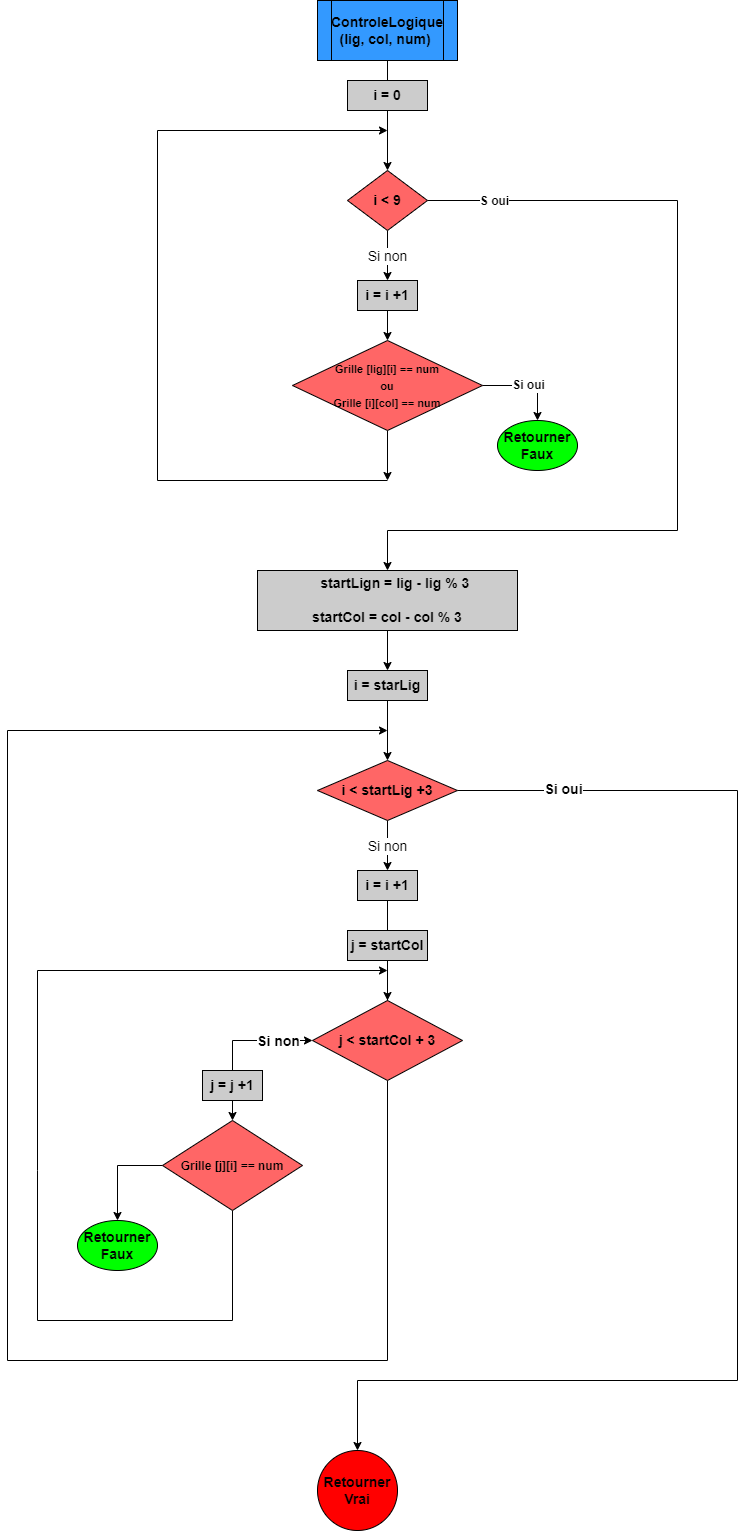 ControleLogique
(lig, col, num)
i = 0
i < 9
S oui
Si non
i = i +1
Grille [lig][i] == num
ou
Grille [i][col] == num
Si oui
Retourner
Faux
startLign = lig - lig % 3
startCol = col - col % 3
i = starLig
i < startLig +3
Si oui
Si non
i = i +1
j = startCol
j < startCol + 3
Si non
j = j +1
Grille [j][i] == num
Retourner
Faux
Retourner
Vrai